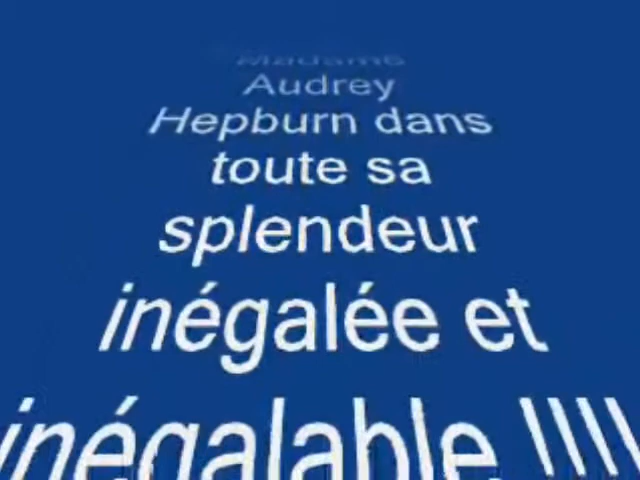 Madame
Audrey
Hepburn dans
toute sa
splendeur
inégalée et
inégalable !!!!